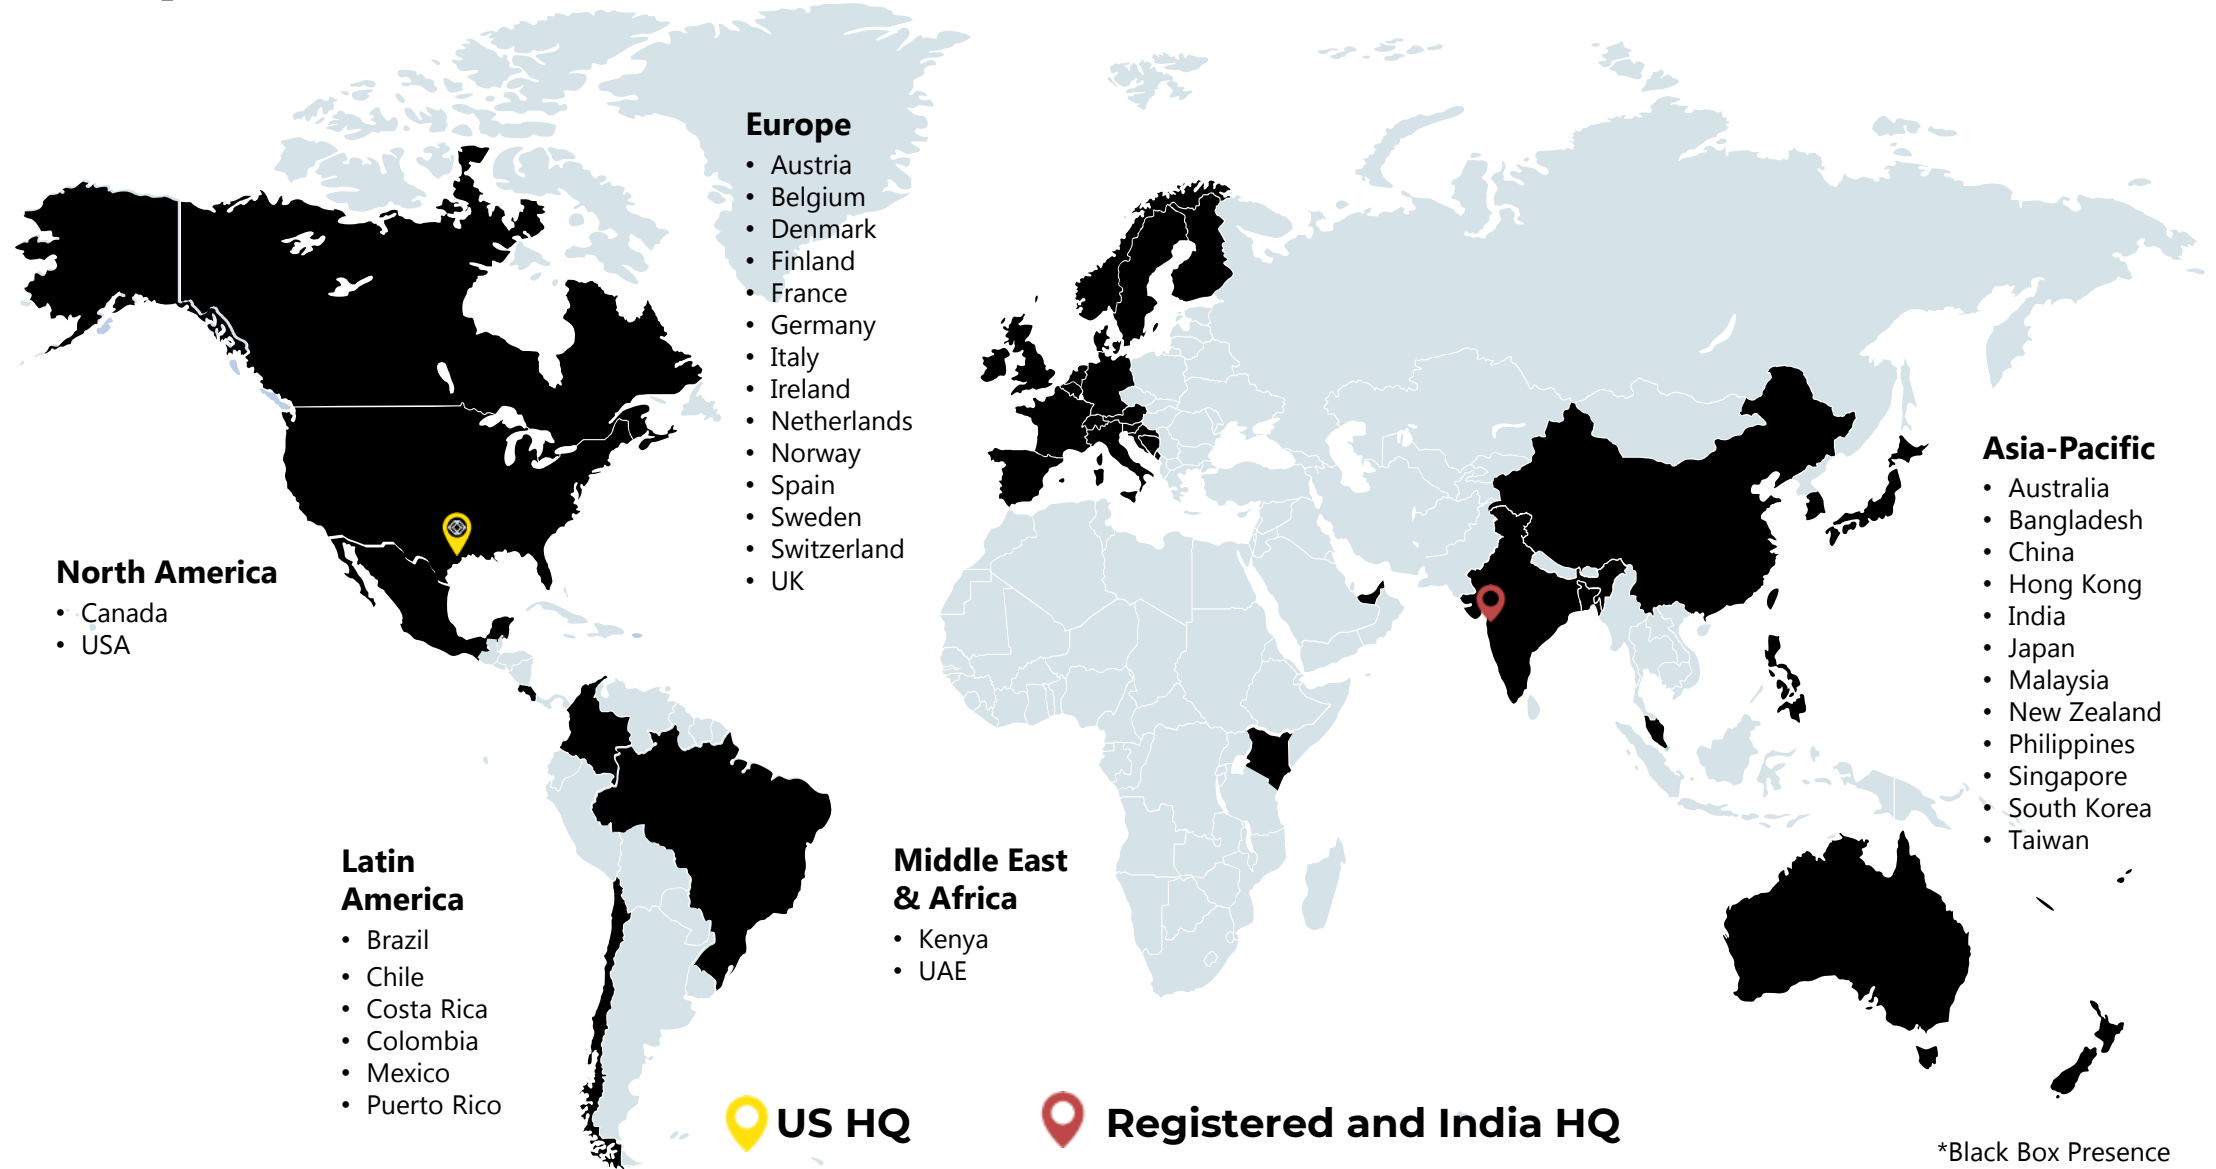 Europe
• Austria
• Belgium
• Denmark
• Finland
• France
• Germany
• Italy
• Ireland
• Netherlands
• Norway
• Spain
• Sweden
• Switzerland
• UK
Asia-Pacific
• Australia
• Bangladesh
• China
• Hong Kong
• India
• Japan
• Malaysia
• New Zealand
• Philippines
• Singapore
• South Korea
• Taiwan
North America
• Canada
• USA
Latin
America
• Brazil
• Chile
• Costa Rica
• Colombia
• Mexico
• Puerto Rico
Middle East
& Africa
• Kenya
• UAE
US HQ
Registered and India HQ
*Black Box Presence